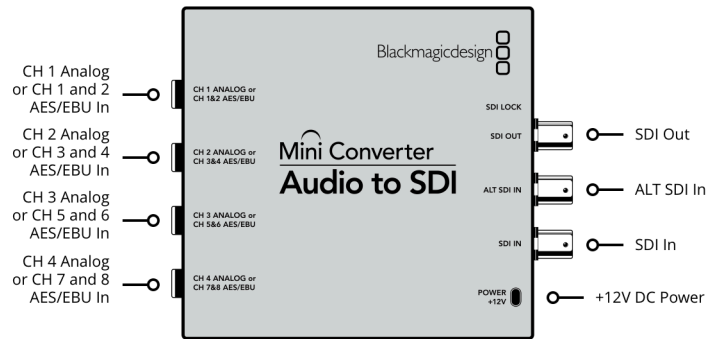 Blackmagicdesign
CH 1 Analog
or CH 1 and 2
AES/EBU In
CH 2 Analog
or CH 3 and 4
AES/EBU In
CH 3 Analog
or CH 5 and 6
AES/EBU In
CH 4 Analog
or CH 7 and 8
AES/EBU In
CH 1 ANALOG or
CH 1&2 AES/EBU
CH 2 ANALOG or
CH 3&4 AES/EBU
CH 3 ANALOG or
CH 5&6 AES/EBU
CH 4 ANALOG or
CH 7&8 AES/EBU
Mini Converter
Audio to SDI
SDI LOCK
SDI OUT
ALT SDI IN
SDI IN
POWER
+12V
SDI Out
ALT SDI In
SDI In
+12V DC Power